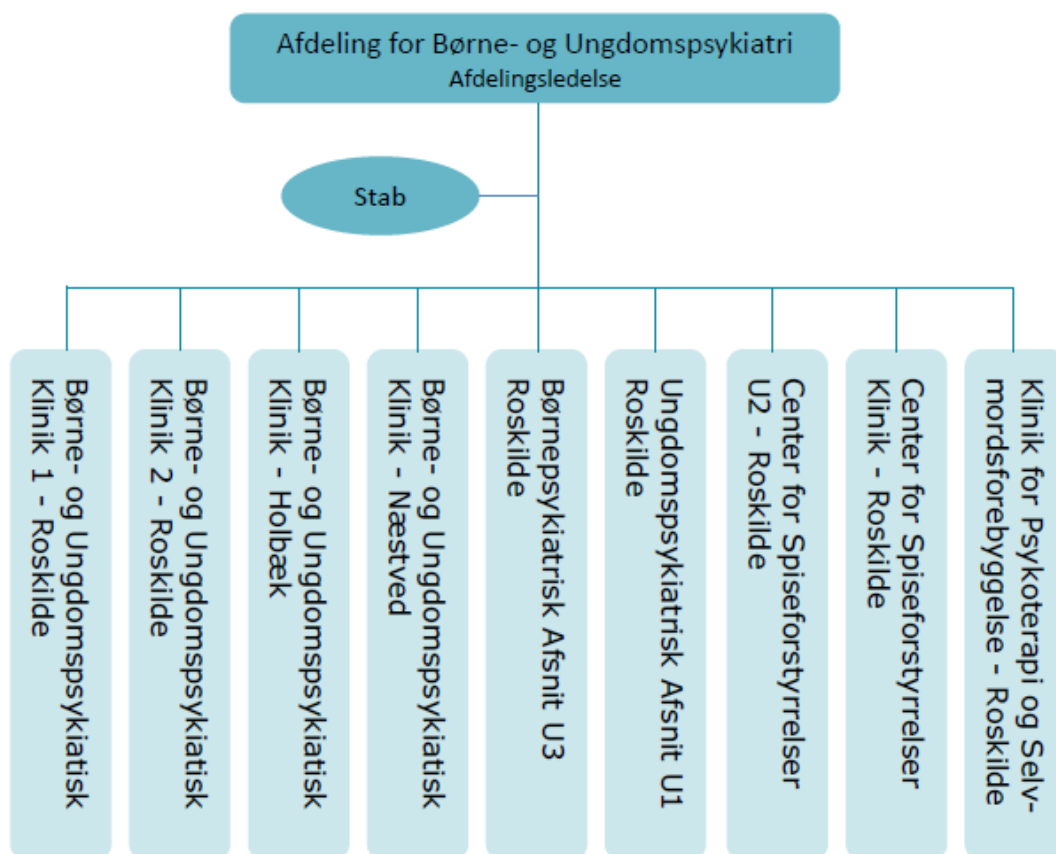 Afdeling for Børne- og Ungdomspsykiatri
Afdelingsledelse
Stab
Børne- og Ungdomspsykiatisk
Klinik 1 - Roskilde
Børne- og Ungdomspsykiatisk
Klinik 2 - Roskilde
Børne- og Ungdomspsykiatisk
Klinik - Holbæk
Børne- og Ungdomspsykiatisk
Klinik - Næstved
Børnepsykiatrisk Afsnit U3
Roskilde
Ungdomspsykiatrisk Afsnit U1
Roskilde
Center for Spiseforstyrrelser
U2 - Roskilde
Center for Spiseforstyrrelser
Klinik - Roskilde
Klinik for Psykoterapi og Selv-
mordsforebyggelse - Roskilde